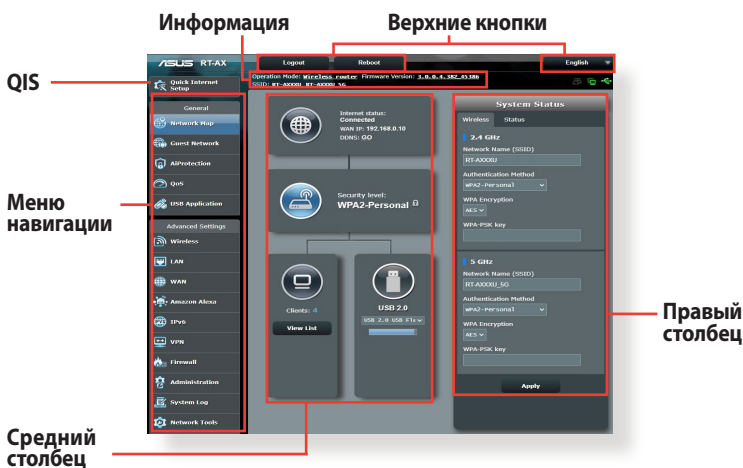 Информация
Верхние кнопки
QIS
Меню
навигации
Средний
столбец
Правый
столбец
ASUS RT-AX
Logout
Reboot
English
Quick Internet
Setup
Operation Mode: Wireless router Firmware Version: 3.0.0.4.382_45386
SSID: RT-AXXXU RT-AXXXU_5G
General
Network Map
Guest Network
AiProtection
QoS
USB Application
Advanced Settings
Wireless
LAN
WAN
Amazon Alexa
IPv6
VPN
Firewall
Administration
System Log
Network Tools
Internet status:
Connected
WAN IP: 192.168.0.10
DDNS: GO
Security level:
WPA2-Personal
Clients: 4
View List
USB 2.0
USB 2.0 USB Fla
System Status
Wireless
Status
2.4 GHz
Network Name (SSID)
RT-AXXXU
Authentication Method
WPA2-Personal
WPA Encryption
AES
WPA-PSK key
5 GHz
Network Name (SSID)
RT-AXXXU_5G
Authentication Method
WPA2-Personal
WPA Encryption
AES
WPA-PSK key
Apply